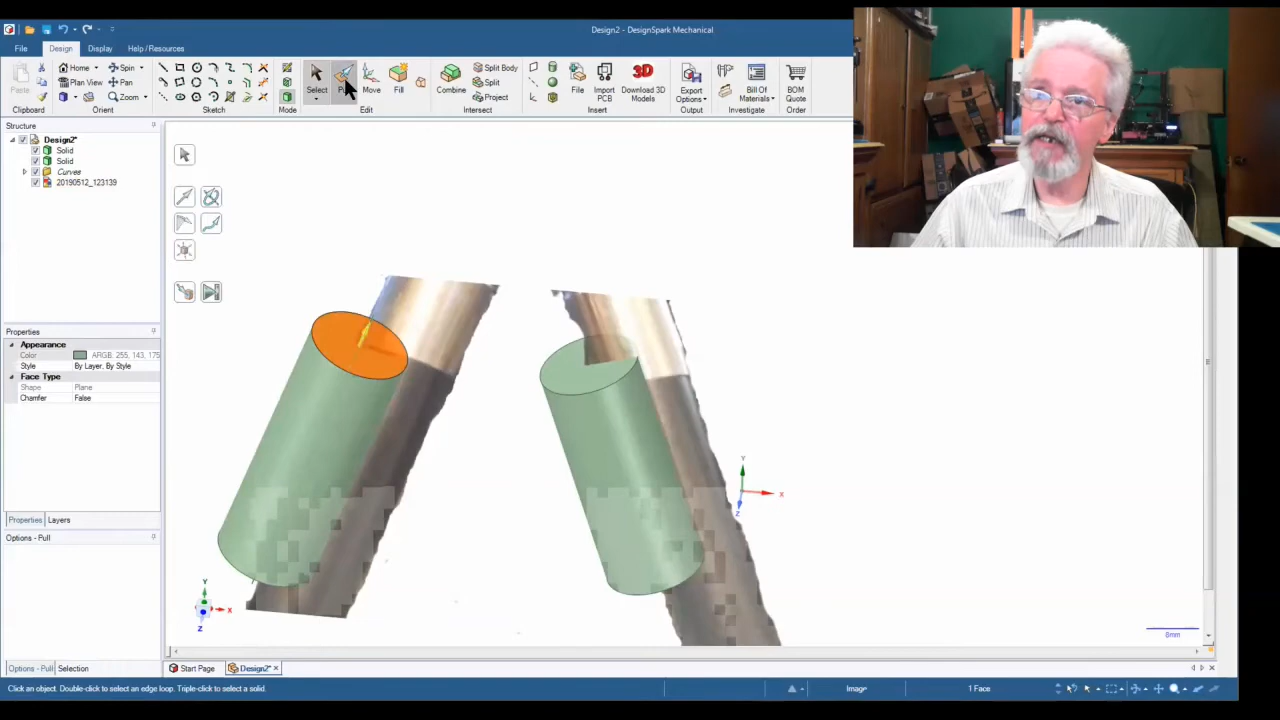 Design2 - DesignSpark Mechanical
File Design Display Help / Resources
Home Spin
Plan View Pan
Zoom
Paste Select Move Fill Combine Split Body
Split
Project
File Import PCB Download 3D Models Export Options Bill Of Materials BOM Quote
Clipboard Orient Sketch Mode Edit Intersect Insert Output Investigate Order
Structure
Design2*
Solid
Solid
Curves
20190512_123139
Properties
Appearance
Color ARGB. 255, 143, 175
Style By Layer, By Style
Face Type
Shape Plane
Chamfer False
Properties Layers
Options - Pull
Y
X
Z
Y
X
Z
8mm
Options - Pull Selection
Start Page Design2*
Click an object. Double-click to select an edge loop. Triple-click to select a solid.
Image
1 Face